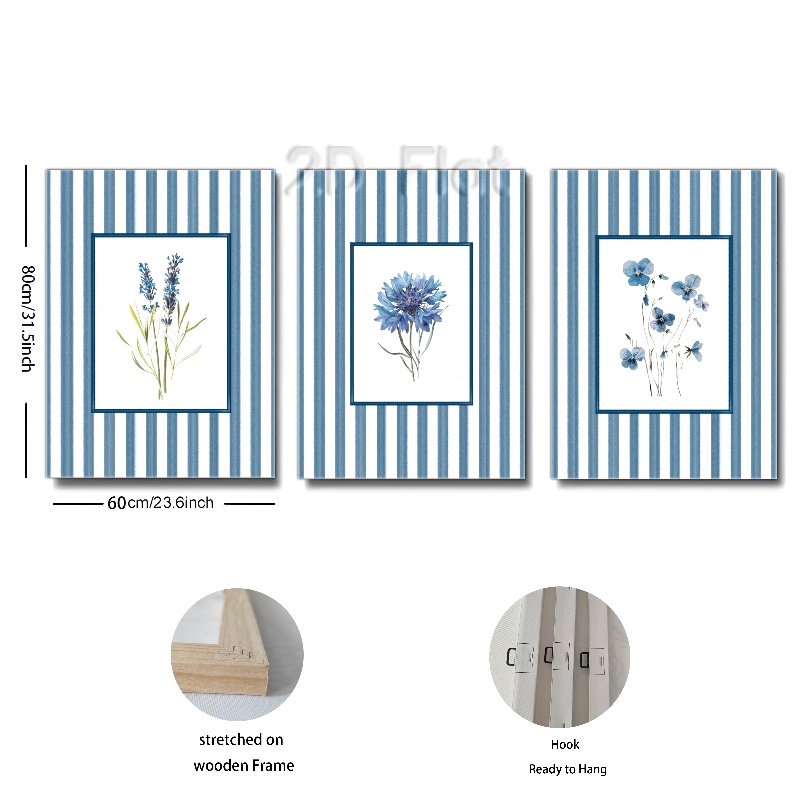 2D Flat
80cm/31.5inch
60cm/23.6inch
stretched on
wooden Frame
Hook
Ready to Hang